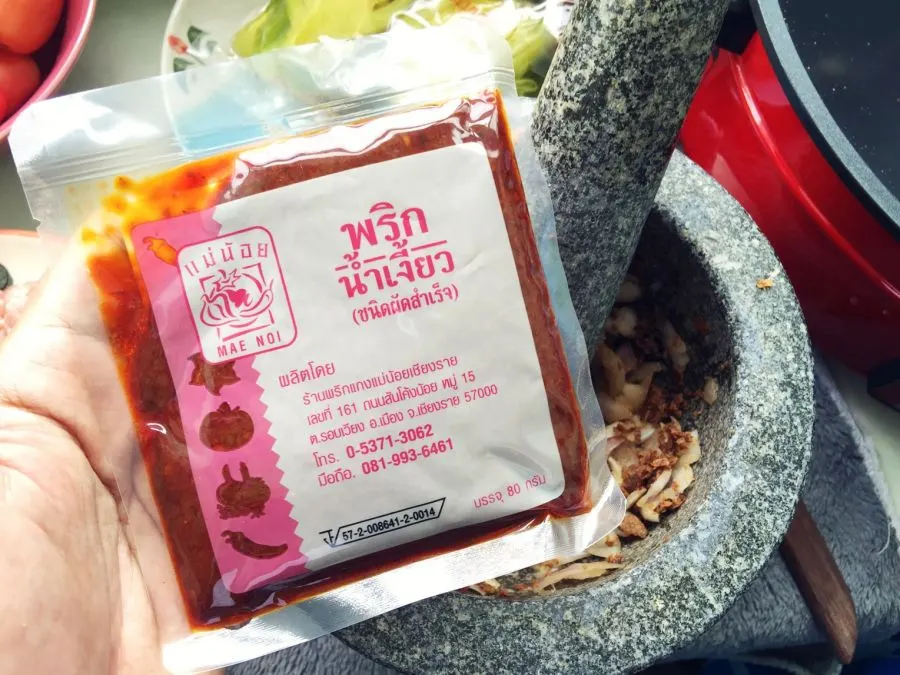 แม่น้อย
MAE NOI
พริก
น้ำเงี้ยว
(ชนิดผัดสำเร็จ)
ผลิตโดย
ร้านพริกแกงแม่น้อยเชียงราย
เลขที่ 161 ถนนสันโค้งน้อย หมู่ 15
ต.รอบเวียง อ.เมือง จ.เชียงราย 57000
โทร. 0-5371-3062
มือถือ. 081-993-6461
บรรจุ 80 กรัม
57-2-008641-2-0014